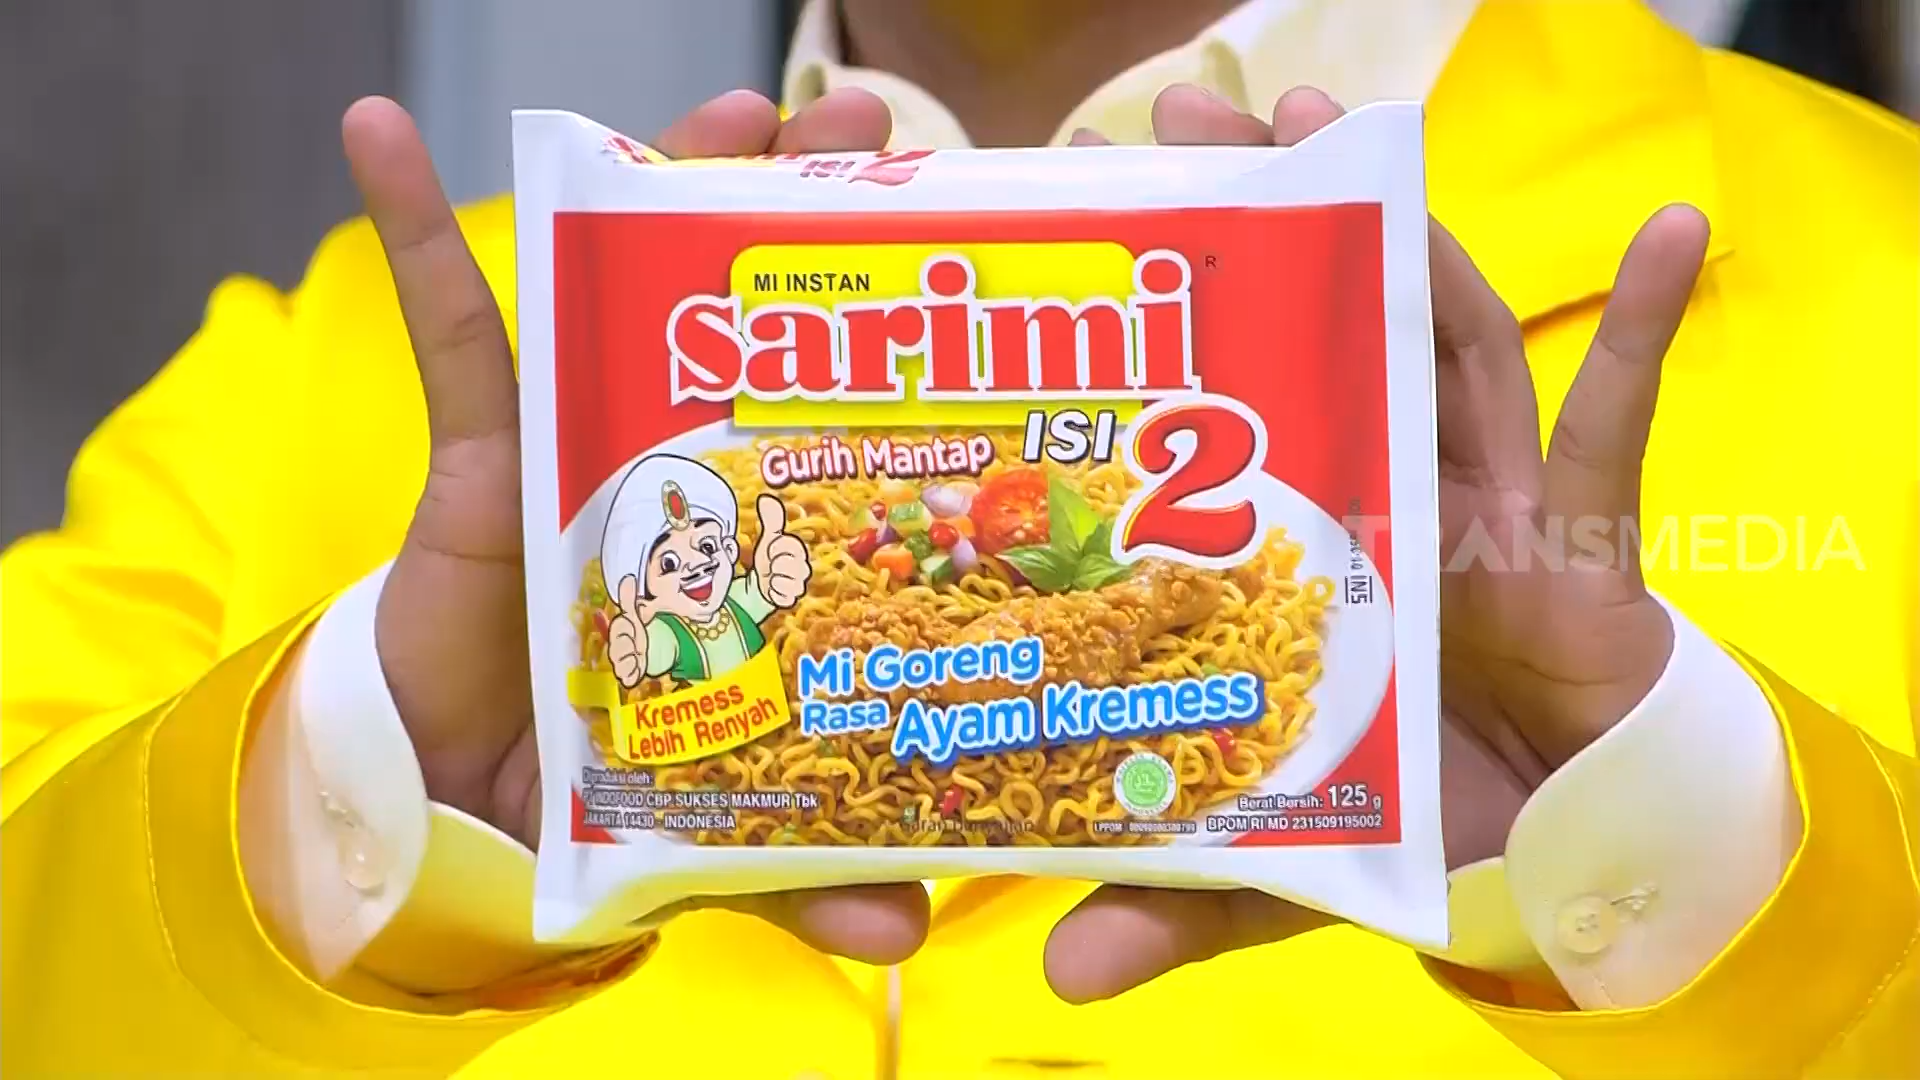 ISI 2
MI INSTAN
sarimi
R
ISI 2
Gurih Mantap
TRANSMEDIA
Mi Goreng
Rasa Ayam Kremess
Kremess
Lebih Renyah
Diproduksi oleh:
PT INDOFOOD CBP SUKSES MAKMUR Tbk
JAKARTA 14430 - INDONESIA
Berat Bersih: 125 g
BPOM RI MD 231509195002